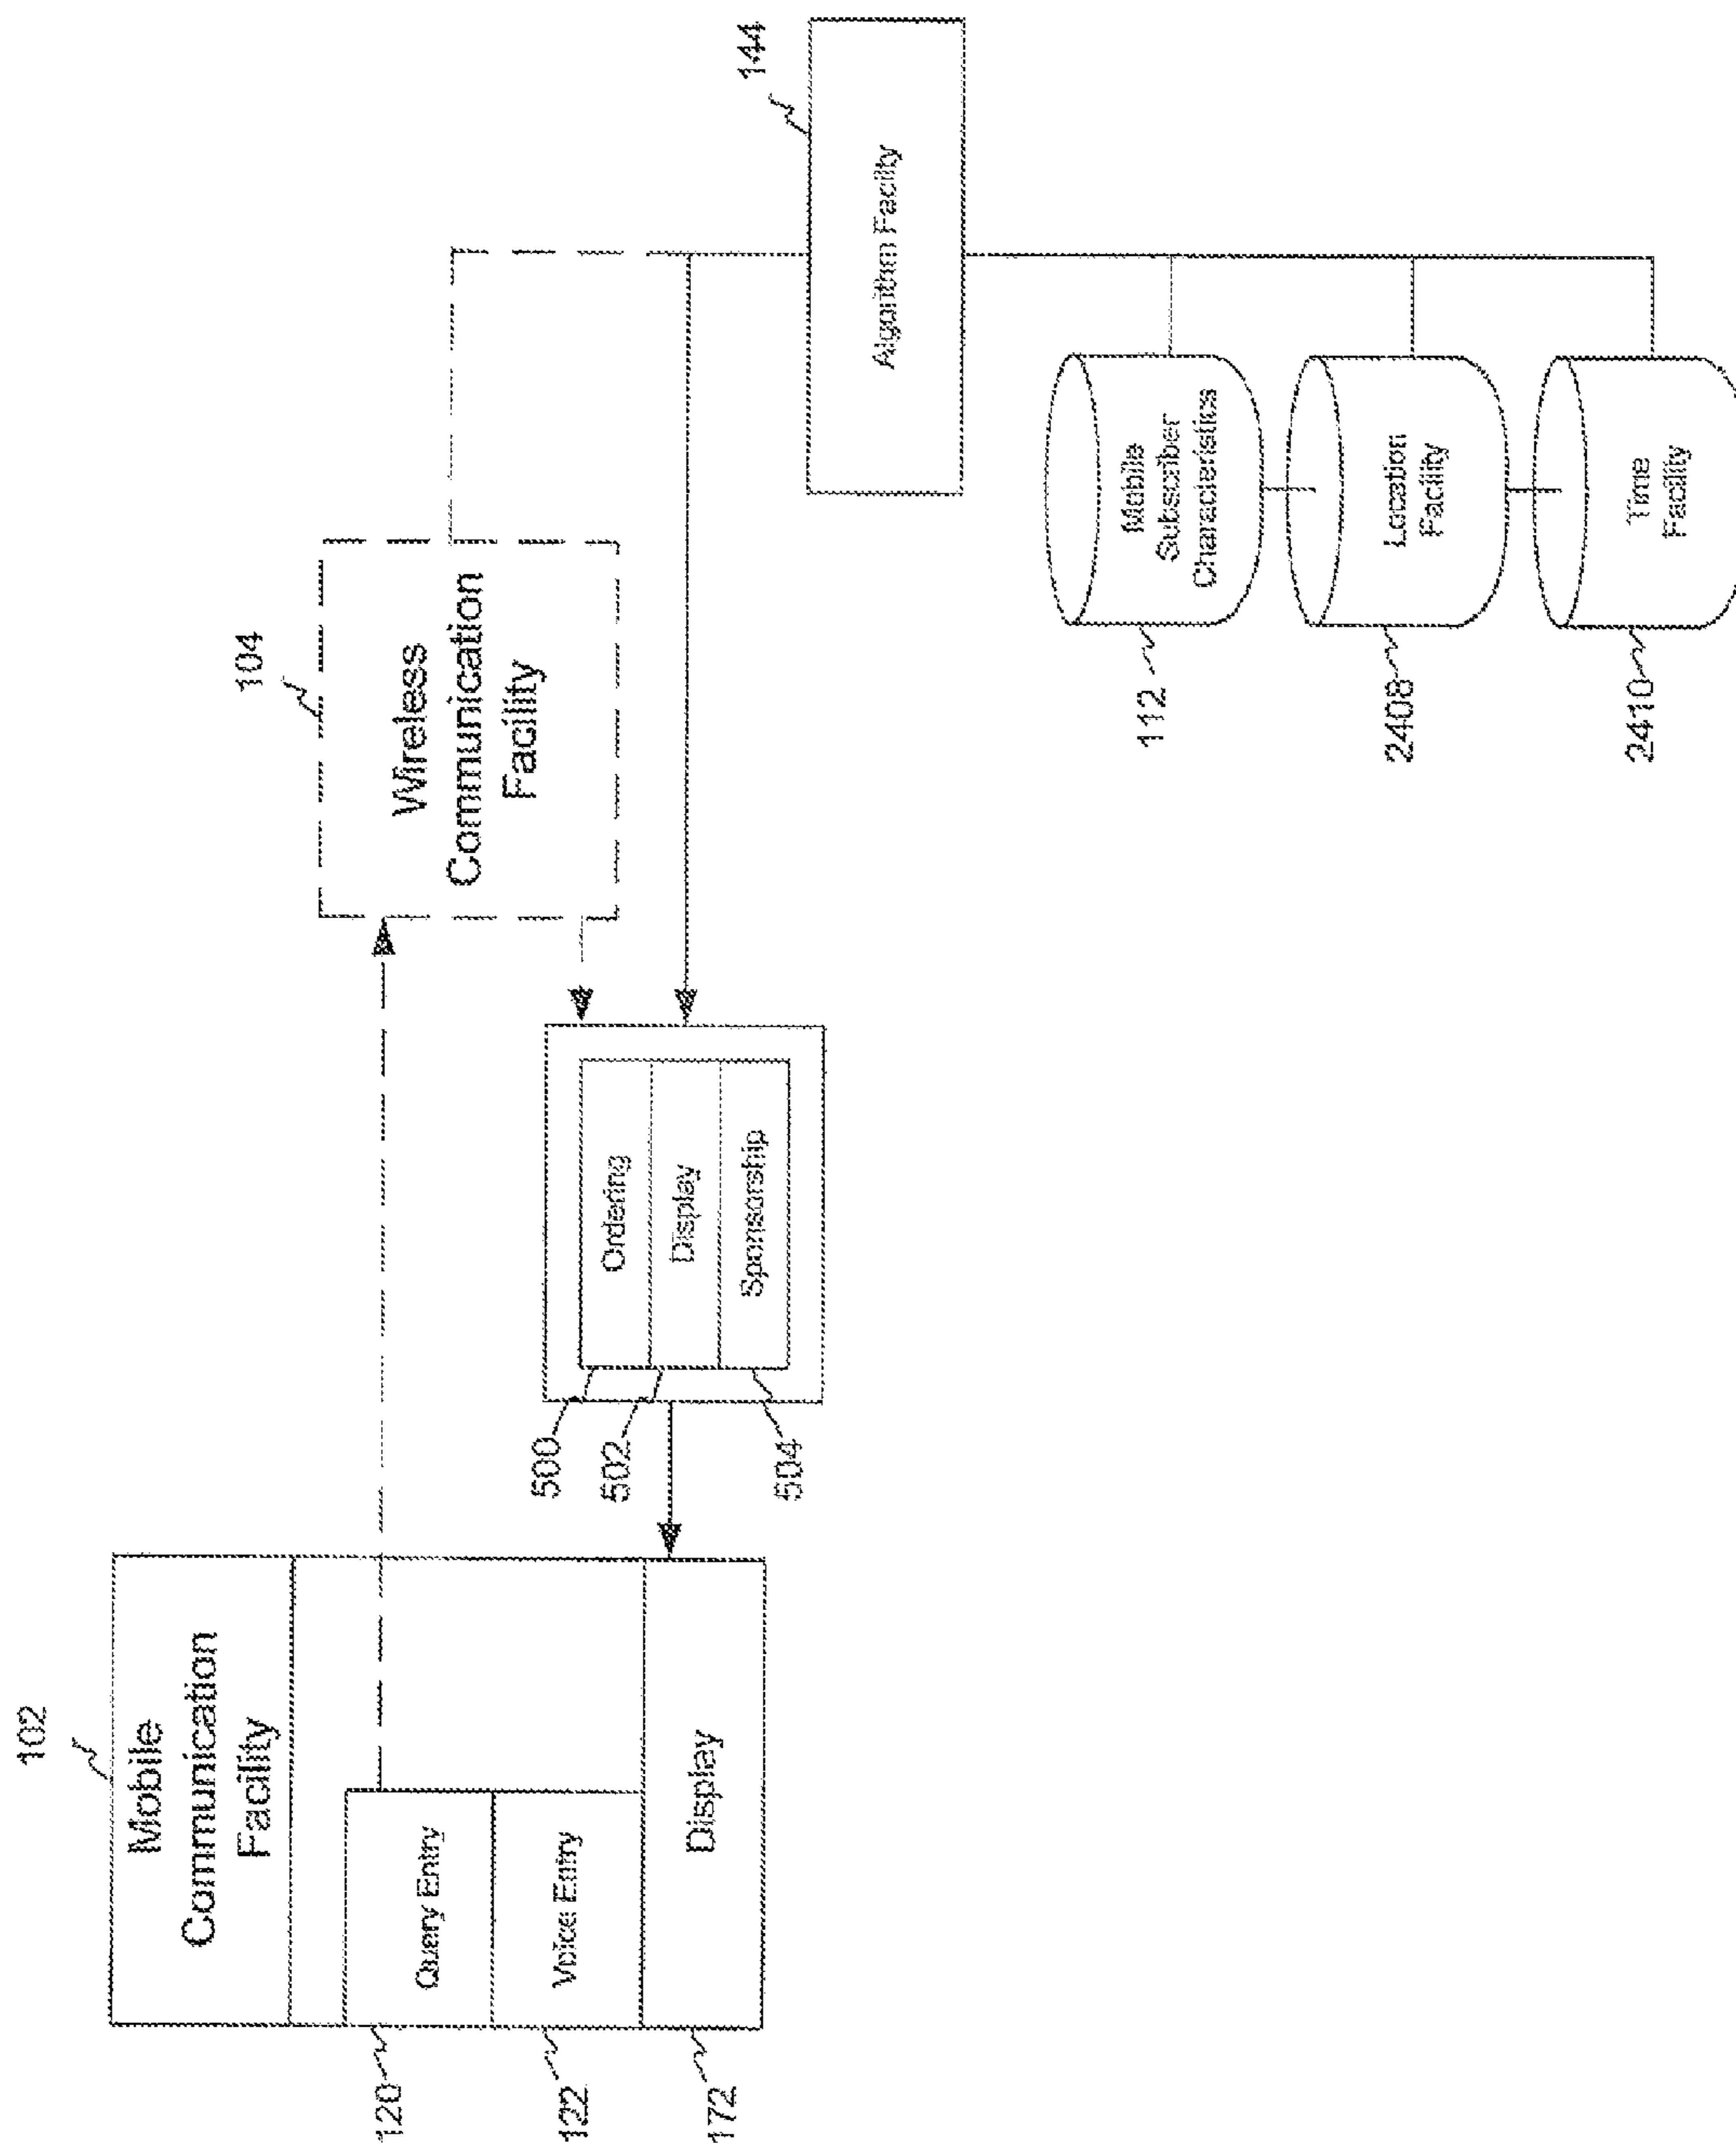 102
Mobile
Communication
Facility
120
Query Entry
122
Voice Entry
172
Display
104
Wireless
Communication
Facility
500
Ordering
502
Display
504
Sponsorship
144
Algorithm Facility
112
Mobile
Subscriber
Characteristics
2408
Location
Facility
2410
Time
Facility